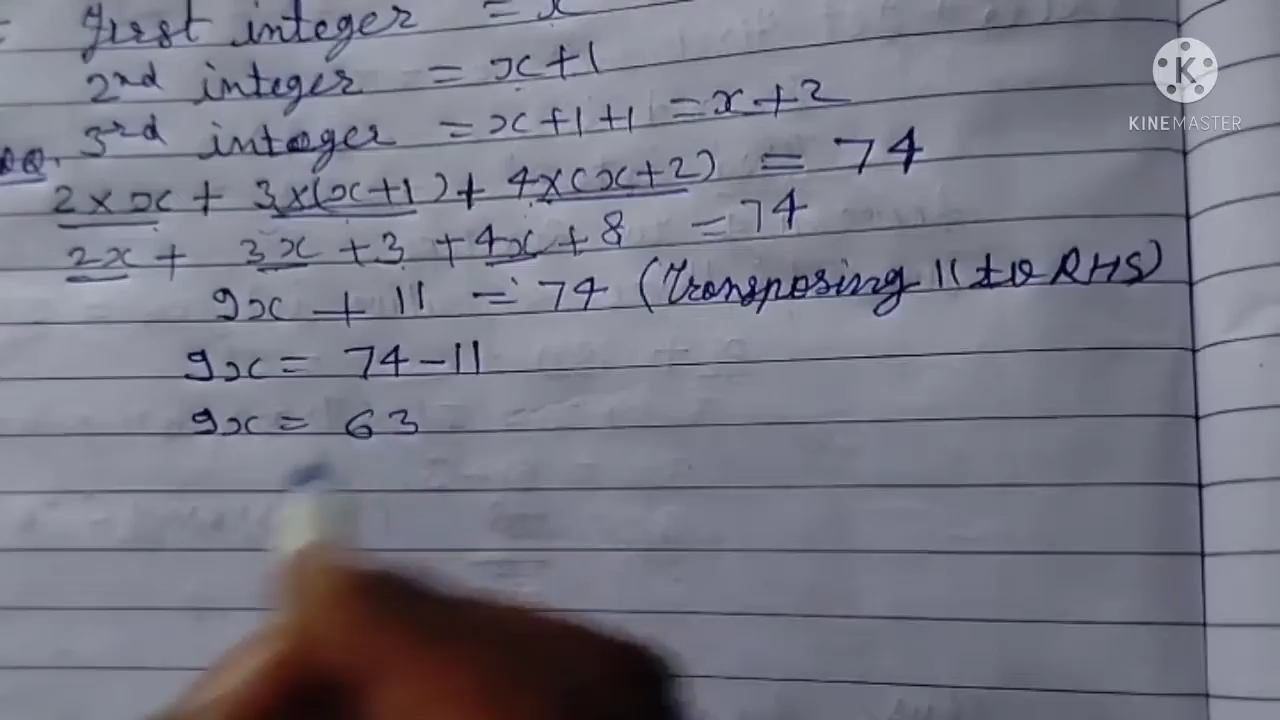 First integer = x
2nd integer = x+1
3rd integer = x+1+1 = x+2
2×x + 3×(x+1) + 4×(x+2) = 74
2x + 3x + 3 + 4x + 8 = 74
9x + 11 = 74 (Transposing 11 to RHS)
9x = 74-11
9x = 63
K
KINEMASTER